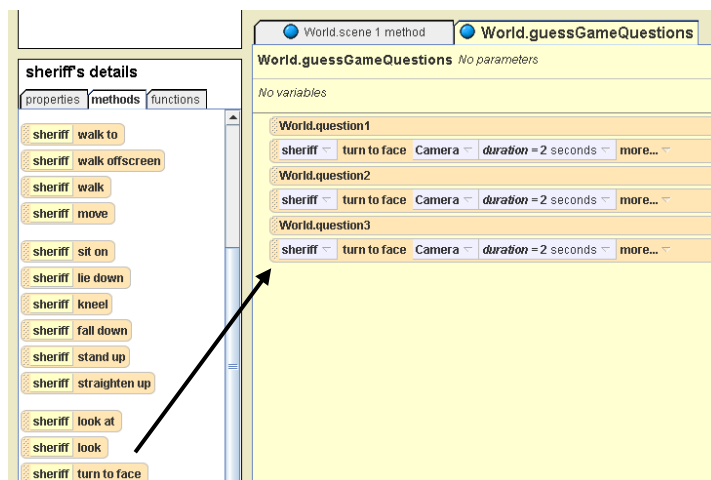 sheriff's details
properties methods functions
sheriff walk to
sheriff walk offscreen
sheriff walk
sheriff move
sheriff sit on
sheriff lie down
sheriff kneel
sheriff fall down
sheriff stand up
sheriff straighten up
sheriff look at
sheriff look
sheriff turn to face
World.scene 1 method World.guessGameQuestions
World.guessGameQuestions No parameters
No variables
World.question1
sheriff turn to face Camera duration = 2 seconds more...
World.question2
sheriff turn to face Camera duration = 2 seconds more...
World.question3
sheriff turn to face Camera duration = 2 seconds more...